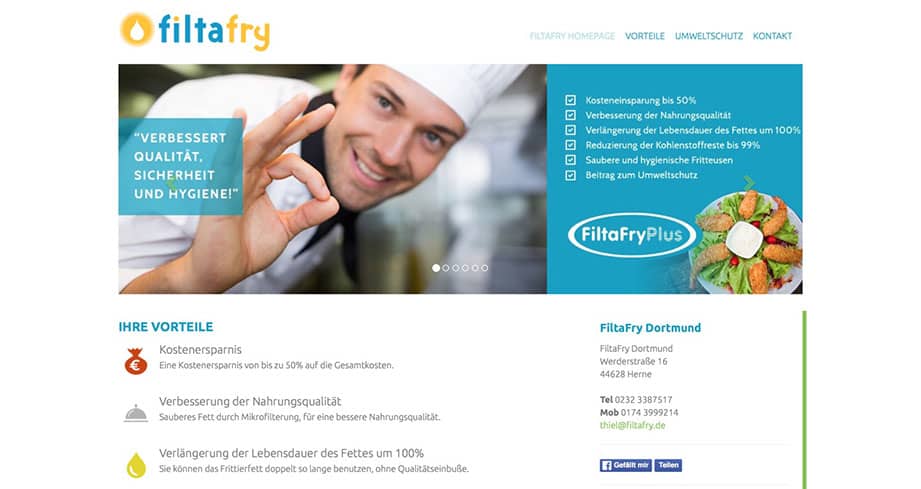 filtafry
FILTAFRY HOMEPAGE VORTEILE UMWELTSCHUTZ KONTAKT
“VERBESSERT
QUALITÄT,
SICHERHEIT
UND HYGIENE!”
Kosteneinsparung bis 50%
Verbesserung der Nahrungsqualität
Verlängerung der Lebensdauer des Fettes um 100%
Reduzierung der Kohlenstoffreste bis 99%
Saubere und hygienische Fritteusen
Beitrag zum Umweltschutz
FiltaFryPlus
IHRE VORTEILE
Kostenersparnis
Eine Kostenersparnis von bis zu 50% auf die Gesamtkosten.
Verbesserung der Nahrungsqualität
Sauberes Fett durch Mikrofilterung, für eine bessere Nahrungsqualität.
Verlängerung der Lebensdauer des Fettes um 100%
Sie können das Frittierfett doppelt so lange benutzen, ohne Qualitätseinbuße.
FiltaFry Dortmund
FiltaFry Dortmund
Werderstraße 16
44628 Herne
Tel 0232 3387517
Mob 0174 3999214
thiel@filtafry.de
Gefällt mir Teilen